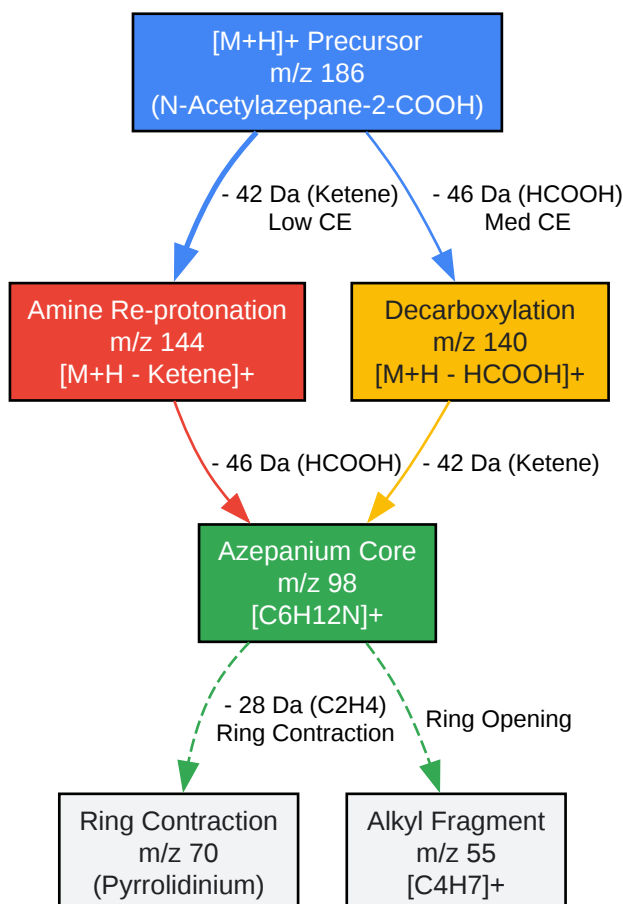 [M+H]+ Precursor
m/z 186
(N-Acetylazepane-2-COOH)
- 42 Da (Ketene)
Low CE
- 46 Da (HCOOH)
Med CE
Amine Re-protonation
m/z 144
[M+H - Ketene]+
Decarboxylation
m/z 140
[M+H - HCOOH]+
- 46 Da (HCOOH)
- 42 Da (Ketene)
Azepanium Core
m/z 98
[C6H12N]+
- 28 Da (C2H4)
Ring Contraction
Ring Opening
Ring Contraction
m/z 70
(Pyrrolidinium)
Alkyl Fragment
m/z 55
[C4H7]+